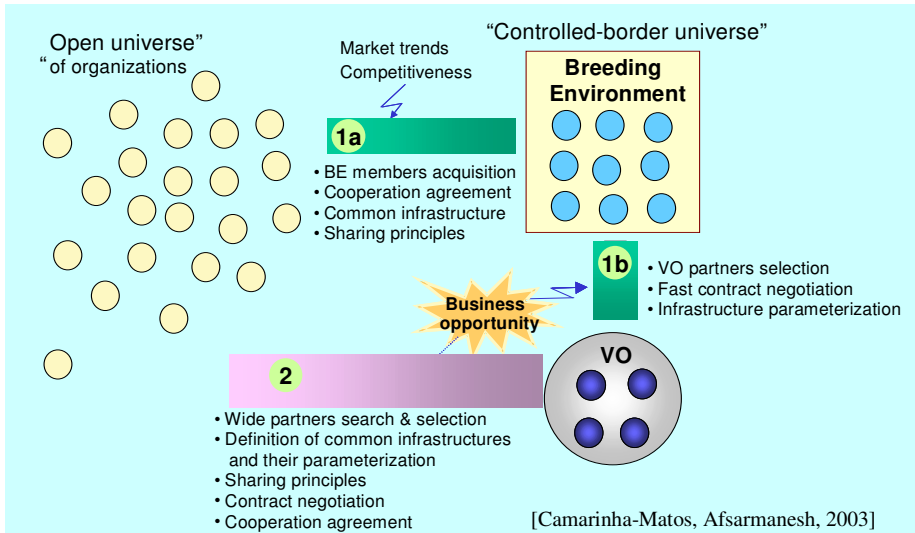 Open universe”
“of organizations
Market trends
Competitiveness
“Controlled-border universe”
Breeding
Environment
1a
• BE members acquisition
• Cooperation agreement
• Common infrastructure
• Sharing principles
1b
• VO partners selection
• Fast contract negotiation
• Infrastructure parameterization
Business
opportunity
VO
2
• Wide partners search & selection
• Definition of common infrastructures
and their parameterization
• Sharing principles
• Contract negotiation
• Cooperation agreement
[Camarinha-Matos, Afsarmanesh, 2003]